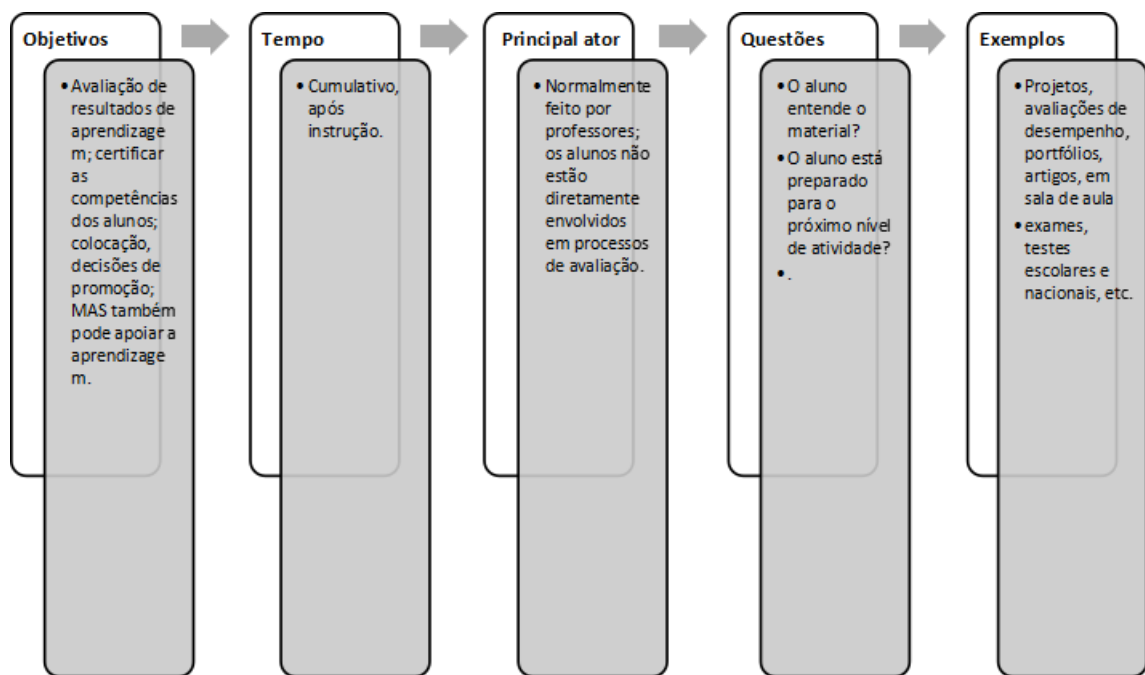 Objetivos
• Avaliação de
resultados de
aprendizage
m; certificar
as
competências
dos alunos;
colocação,
decisões de
promoção;
MAS também
pode apoiar a
aprendizage
m.
Tempo
• Cumulativo,
após
instrução.
Principal ator
• Normalmente
feito por
professores;
os alunos não
estão
diretamente
envolvidos
em processos
de avaliação.
Questões
• O aluno
entende o
material?
• O aluno está
preparado
para o
próximo nível
de atividade?
• .
Exemplos
• Projetos,
avaliações de
desempenho,
portfólios,
artigos, em
sala de aula
• exames,
testes
escolares e
nacionais, etc.